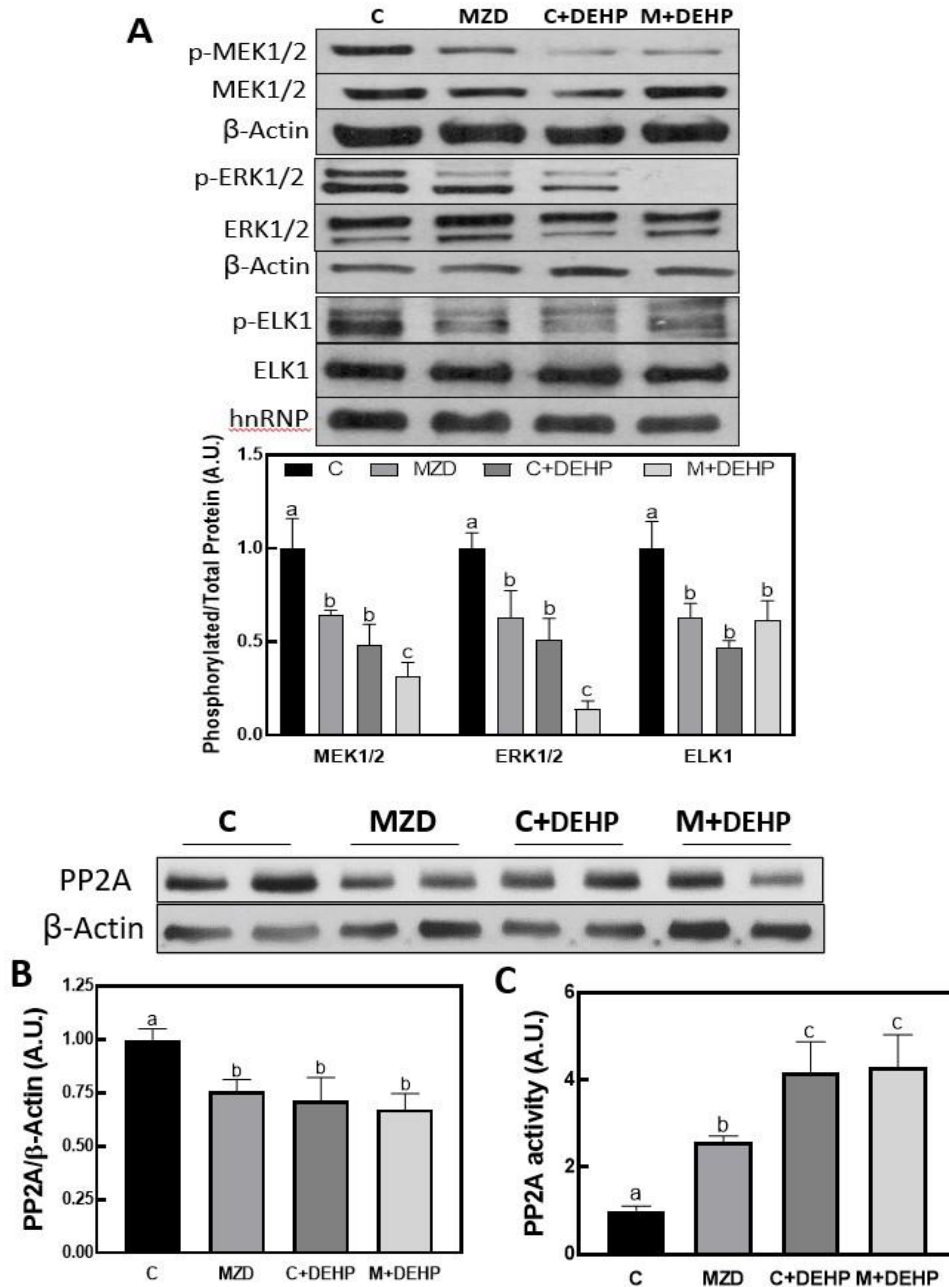 A
C MZD C+DEHP M+DEHP
p-MEK1/2
MEK1/2
β-Actin
p-ERK1/2
ERK1/2
β-Actin
p-ELK1
ELK1
hnRNP
Phosphorylated/Total Protein (A.U.)
1.5
1.0
0.5
0.0
C MZD C+DEHP M+DEHP
a b b c
a b b c
a b b b
MEK1/2 ERK1/2 ELK1
C MZD C+DEHP M+DEHP
PP2A
β-Actin
B
PP2A/β-Actin (A.U.)
1.25
1.00
0.75
0.50
0.25
0.00
a b b b
C MZD C+DEHP M+DEHP
C
PP2A activity (A.U.)
6
4
2
0
a b c c
C MZD C+DEHP M+DEHP